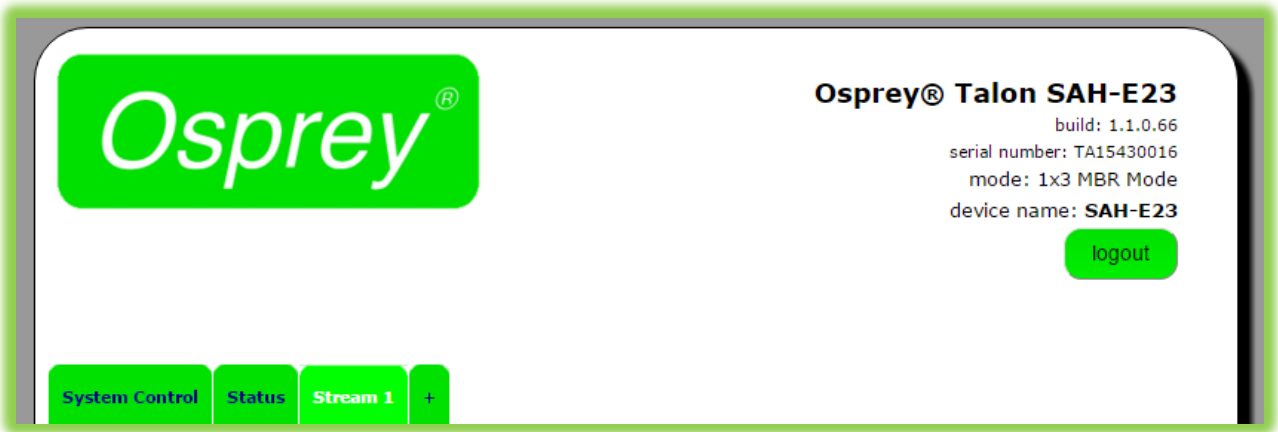 Osprey®
Osprey® Talon SAH-E23
build: 1.1.0.66
serial number: TA15430016
mode: 1x3 MBR Mode
device name: SAH-E23
logout
System Control Status Stream 1 +